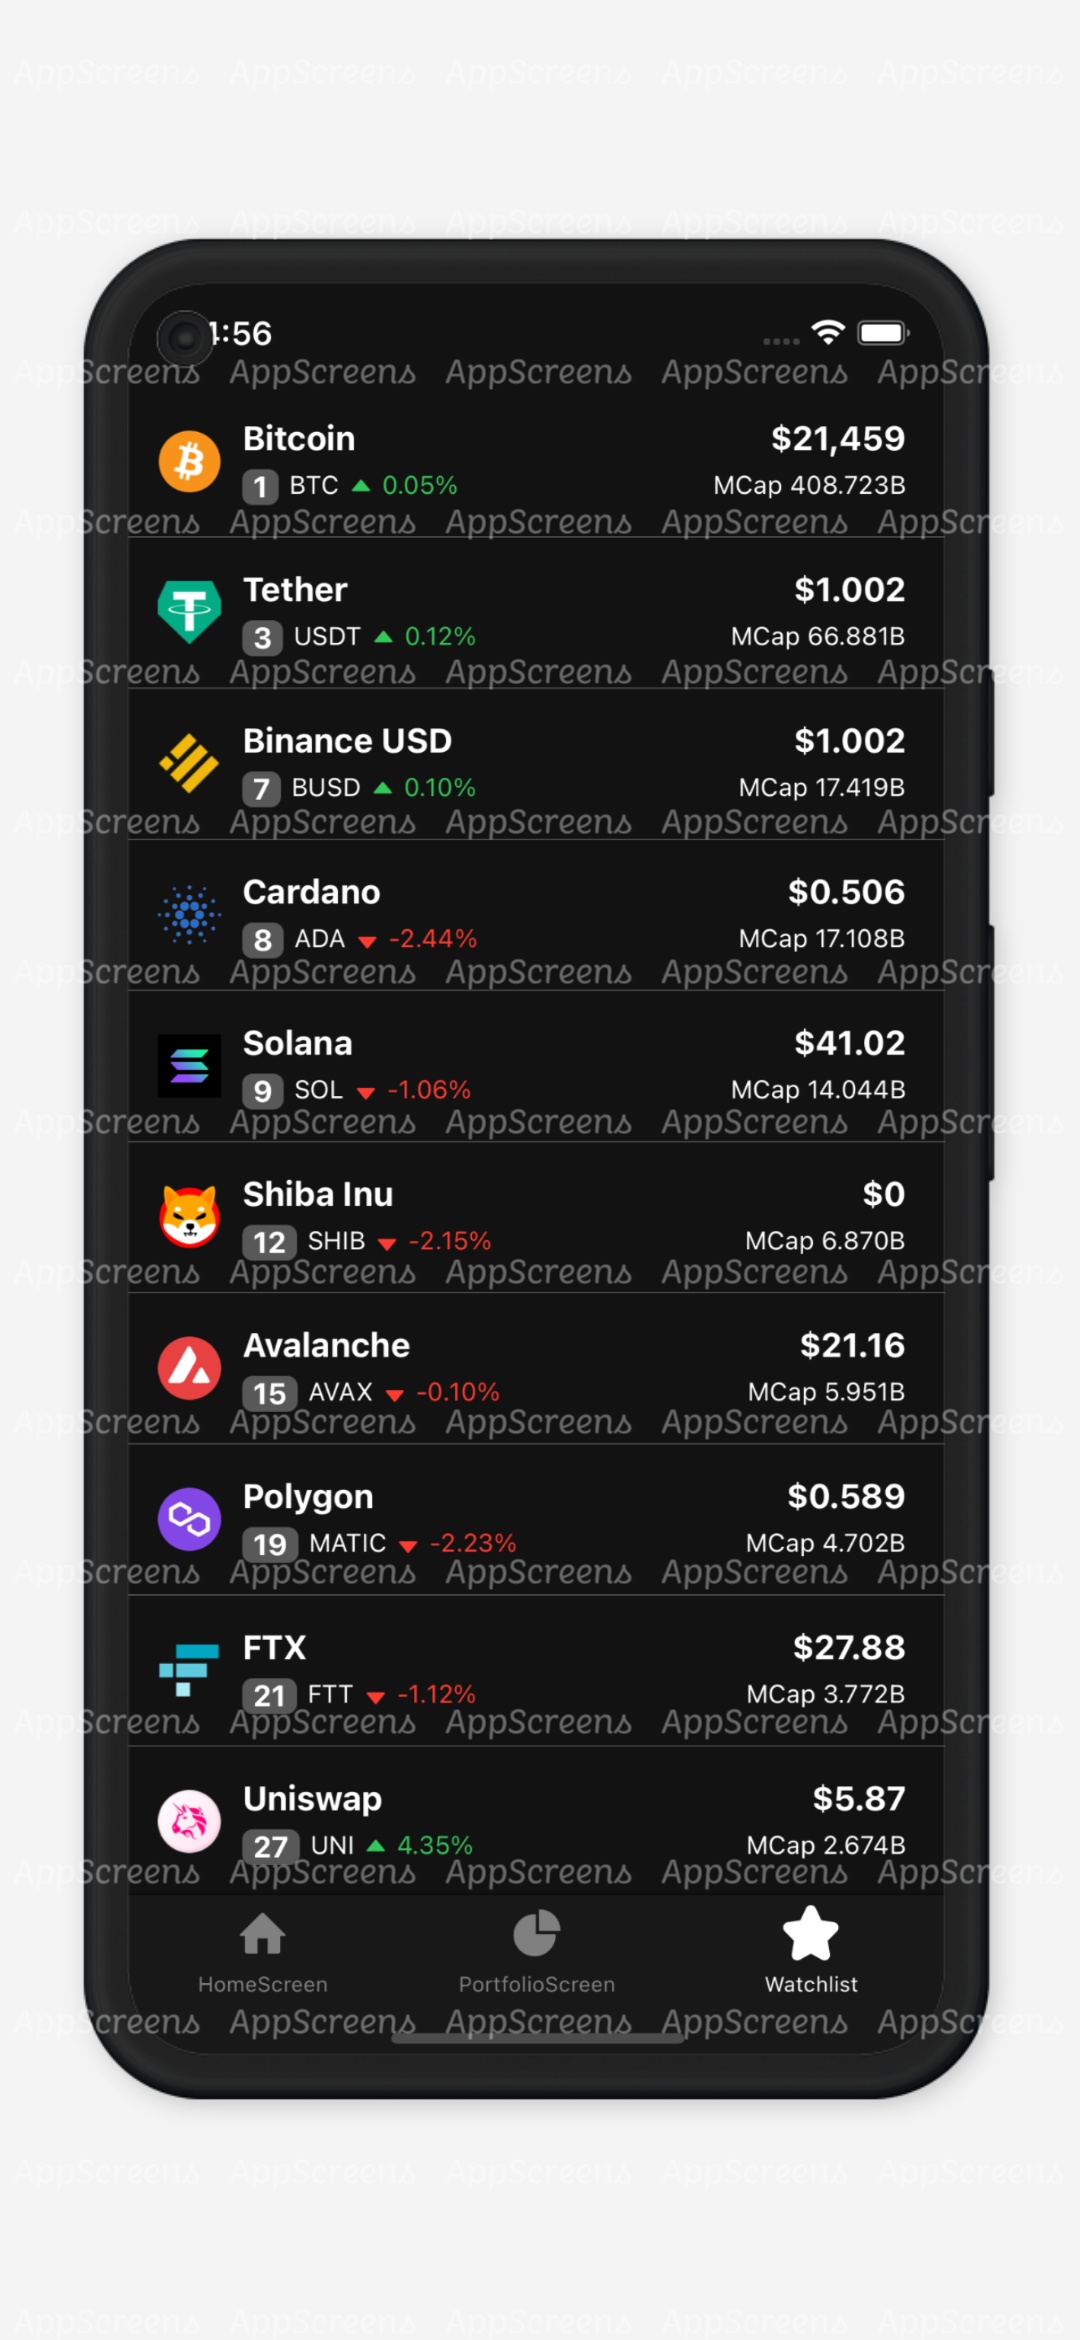 AppScreens AppScreens AppScreens AppScreens AppScreens
AppScreens AppScreens AppScreens AppScreens AppScreens
4:56
AppScreens AppScreens AppScreens AppScreens AppScreens
Bitcoin $21,459
1 BTC ▲ 0.05% MCap 408.723B
AppScreens AppScreens AppScreens AppScreens AppScreens
Tether $1.002
3 USDT ▲ 0.12% MCap 66.881B
AppScreens AppScreens AppScreens AppScreens AppScreens
Binance USD $1.002
7 BUSD ▲ 0.10% MCap 17.419B
AppScreens AppScreens AppScreens AppScreens AppScreens
Cardano $0.506
8 ADA ▼ -2.44% MCap 17.108B
AppScreens AppScreens AppScreens AppScreens AppScreens
Solana $41.02
9 SOL ▼ -1.06% MCap 14.044B
AppScreens AppScreens AppScreens AppScreens AppScreens
Shiba Inu $0
12 SHIB ▼ -2.15% MCap 6.870B
AppScreens AppScreens AppScreens AppScreens AppScreens
Avalanche $21.16
15 AVAX ▼ -0.10% MCap 5.951B
AppScreens AppScreens AppScreens AppScreens AppScreens
Polygon $0.589
19 MATIC ▼ -2.23% MCap 4.702B
AppScreens AppScreens AppScreens AppScreens AppScreens
FTX $27.88
21 FTT ▼ -1.12% MCap 3.772B
AppScreens AppScreens AppScreens AppScreens AppScreens
Uniswap $5.87
27 UNI ▲ 4.35% MCap 2.674B
AppScreens AppScreens AppScreens AppScreens AppScreens
HomeScreen PortfolioScreen Watchlist
AppScreens AppScreens AppScreens AppScreens AppScreens
AppScreens AppScreens AppScreens AppScreens AppScreens
AppScreens AppScreens AppScreens AppScreens AppScreens